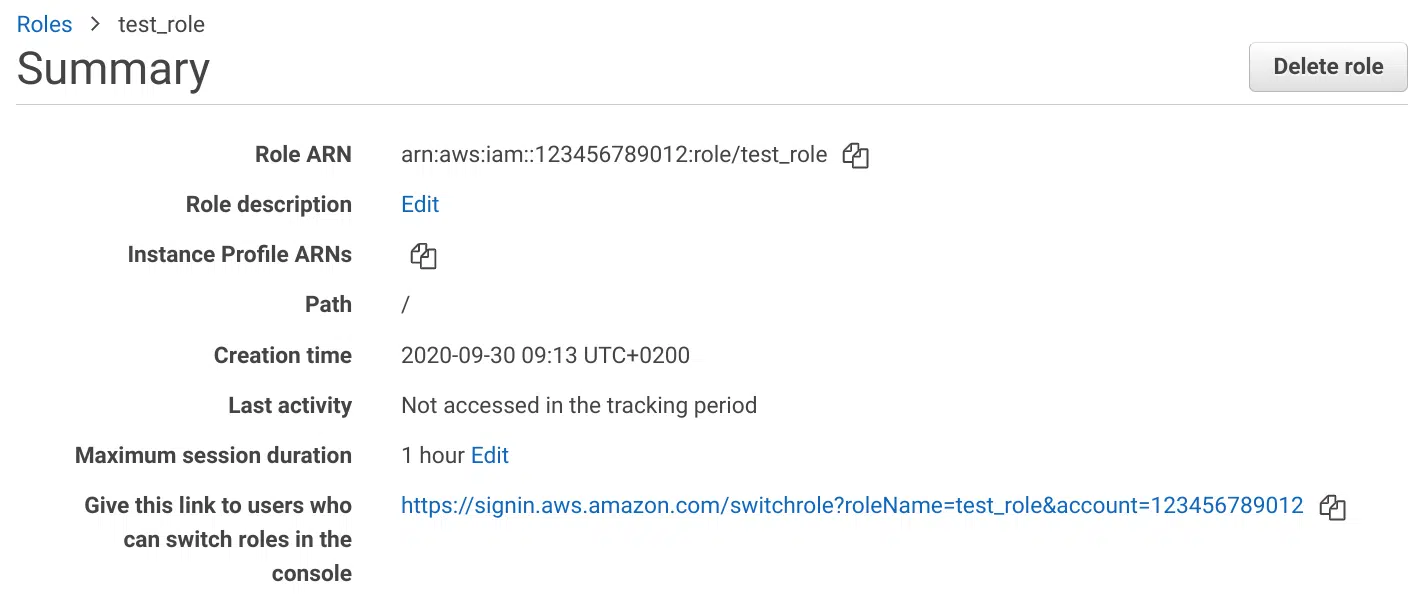 Roles > test_role
Summary
Delete role
Role ARN arn:aws:iam::123456789012:role/test_role
Role description Edit
Instance Profile ARNs
Path /
Creation time 2020-09-30 09:13 UTC+0200
Last activity Not accessed in the tracking period
Maximum session duration 1 hour Edit
Give this link to users who https://signin.aws.amazon.com/switchrole?roleName=test_role&account=123456789012
can switch roles in the
console